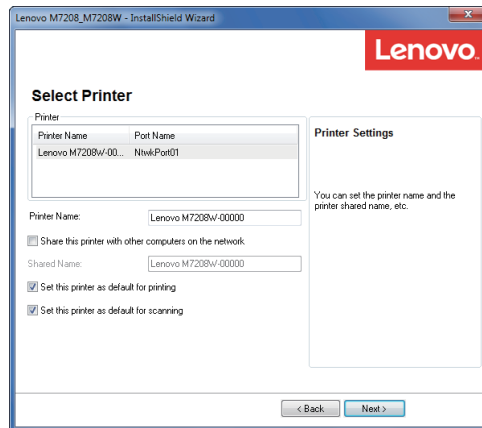 Lenovo M7208_M7208W - InstallShield Wizard
Lenovo.
Select Printer
Printer
Printer Name Port Name
Lenovo M7208W-00... NtwkPort01
Printer Settings
You can set the printer name and the
printer shared name, etc.
Printer Name: Lenovo M7208W-00000
Share this printer with other computers on the network
Shared Name: Lenovo M7208W-00000
Set this printer as default for printing
Set this printer as default for scanning
< Back Next >